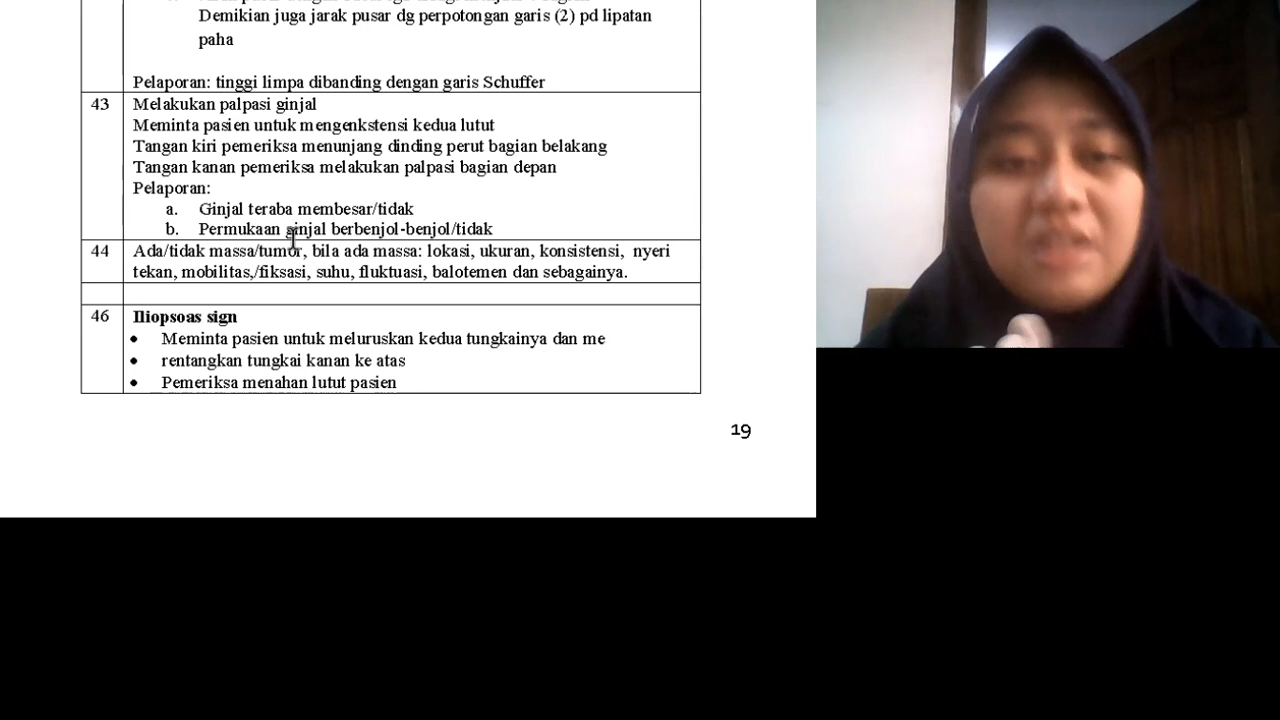 Demikian juga jarak pusar dg perpotongan garis (2) pd lipatan
paha
Pelaporan: tinggi limpa dibanding dengan garis Schuffer
43 Melakukan palpasi ginjal
Meminta pasien untuk mengenkstensi kedua lutut
Tangan kiri pemeriksa menunjang dinding perut bagian belakang
Tangan kanan pemeriksa melakukan palpasi bagian depan
Pelaporan:
a. Ginjal teraba membesar/tidak
b. Permukaan ginjal berbenjol-benjol/tidak
44 Ada/tidak massa/tumor, bila ada massa: lokasi, ukuran, konsistensi, nyeri
tekan, mobilitas,/fiksasi, suhu, fluktuasi, balotemen dan sebagainya.
46 Iliopsoas sign
• Meminta pasien untuk meluruskan kedua tungkainya dan me
• rentangkan tungkai kanan ke atas
• Pemeriksa menahan lutut pasien
19